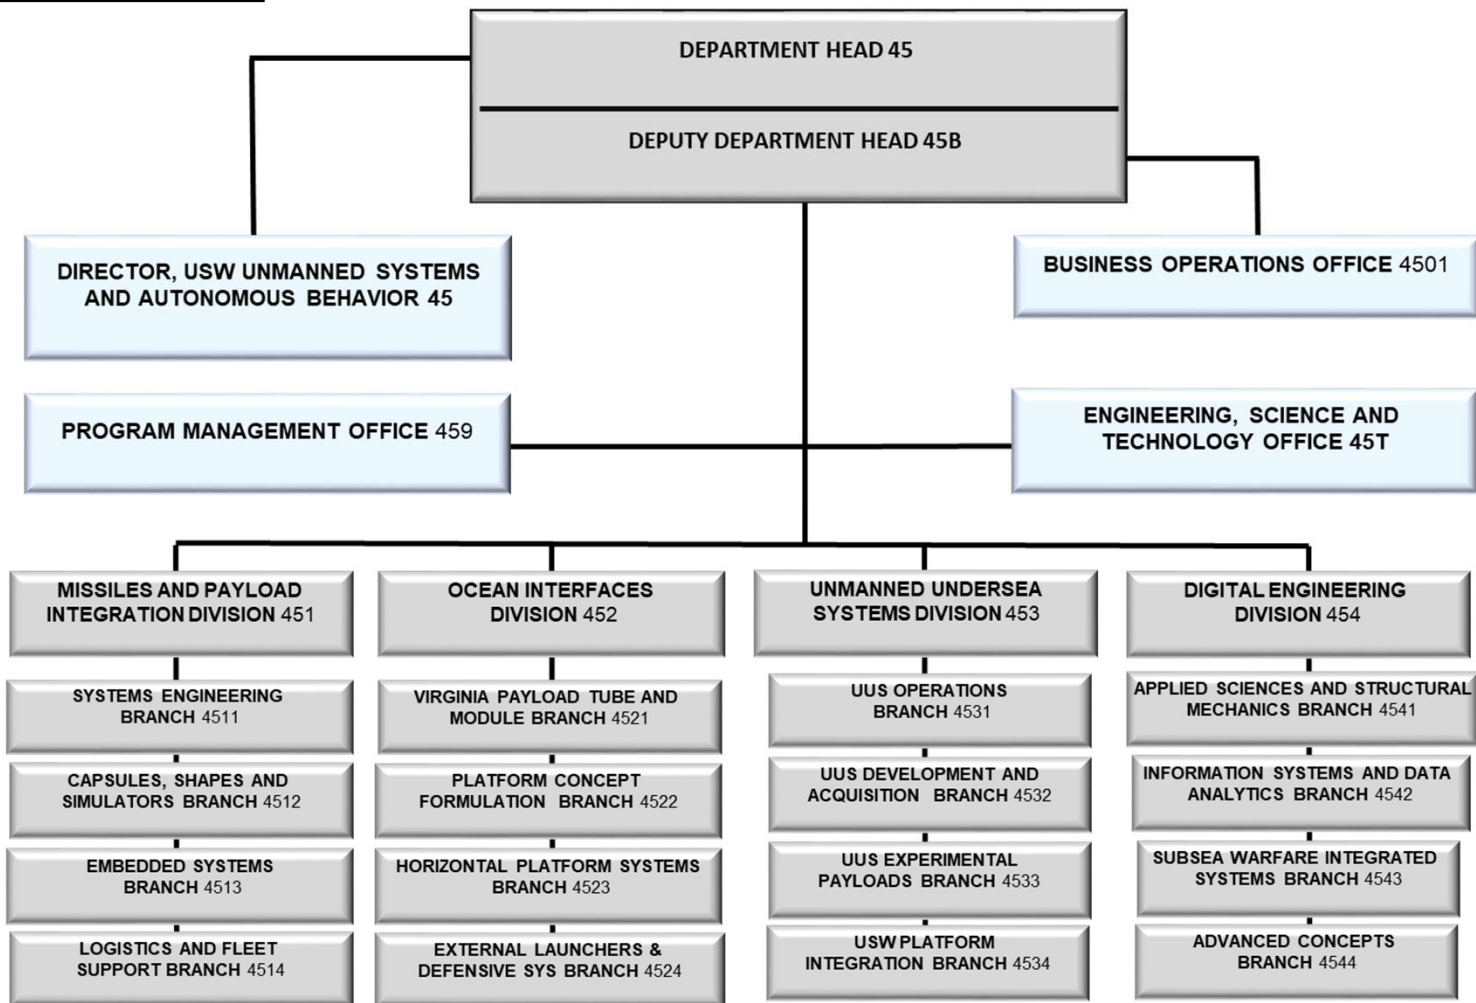 DEPARTMENT HEAD 45
DEPUTY DEPARTMENT HEAD 45B
DIRECTOR, USW UNMANNED SYSTEMS
AND AUTONOMOUS BEHAVIOR 45
BUSINESS OPERATIONS OFFICE 4501
PROGRAM MANAGEMENT OFFICE 459
ENGINEERING, SCIENCE AND
TECHNOLOGY OFFICE 45T
MISSILES AND PAYLOAD
INTEGRATION DIVISION 451
SYSTEMS ENGINEERING
BRANCH 4511
CAPSULES, SHAPES AND
SIMULATORS BRANCH 4512
EMBEDDED SYSTEMS
BRANCH 4513
LOGISTICS AND FLEET
SUPPORT BRANCH 4514
OCEAN INTERFACES
DIVISION 452
VIRGINIA PAYLOAD TUBE AND
MODULE BRANCH 4521
PLATFORM CONCEPT
FORMULATION BRANCH 4522
HORIZONTAL PLATFORM SYSTEMS
BRANCH 4523
EXTERNAL LAUNCHERS &
DEFENSIVE SYS BRANCH 4524
UNMANNED UNDERSEA
SYSTEMS DIVISION 453
UUS OPERATIONS
BRANCH 4531
UUS DEVELOPMENT AND
ACQUISITION BRANCH 4532
UUS EXPERIMENTAL
PAYLOADS BRANCH 4533
USW PLATFORM
INTEGRATION BRANCH 4534
DIGITAL ENGINEERING
DIVISION 454
APPLIED SCIENCES AND STRUCTURAL
MECHANICS BRANCH 4541
INFORMATION SYSTEMS AND DATA
ANALYTICS BRANCH 4542
SUBSEA WARFARE INTEGRATED
SYSTEMS BRANCH 4543
ADVANCED CONCEPTS
BRANCH 4544